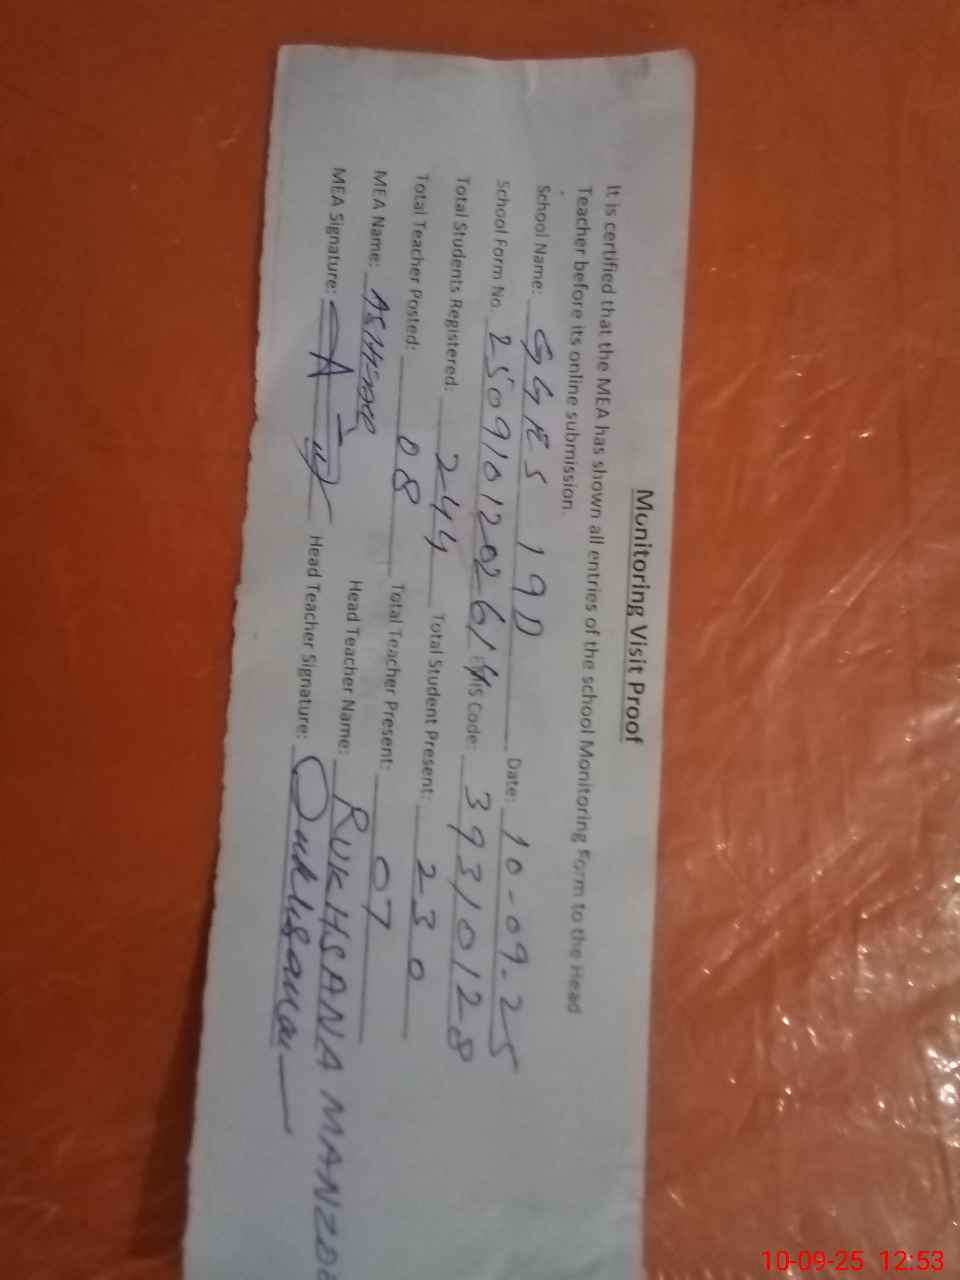 Monitoring Visit Proof
It is certified that the MEA has shown all entries of the school Monitoring Form to the Head
Teacher before its online submission.
School Name: GGES 19D Date: 10-09-25
School Form No. 2509101202614 EMIS Code: 39310128
Total Students Registered: 244 Total Student Present: 230
Total Teacher Posted: 08 Total Teacher Present: 07
MEA Name: Head Teacher Name: RUKHSANA MANZOO
MEA Signature: Head Teacher Signature:
10-09-25 12:53